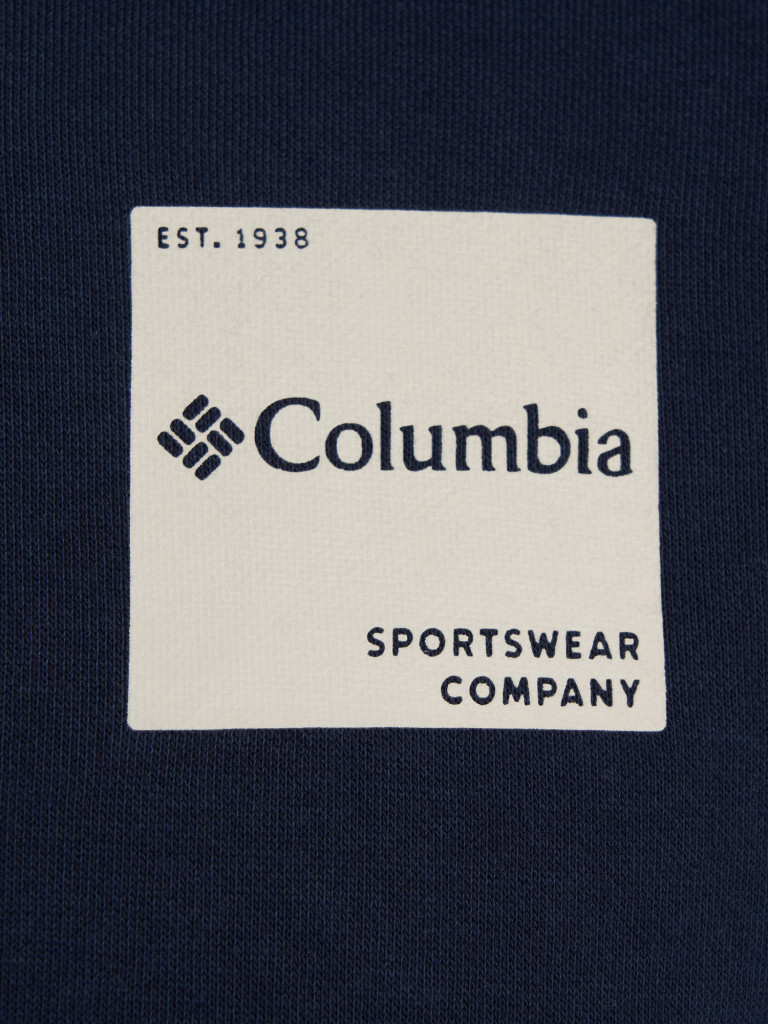 EST. 1938
Columbia
SPORTSWEAR
COMPANY